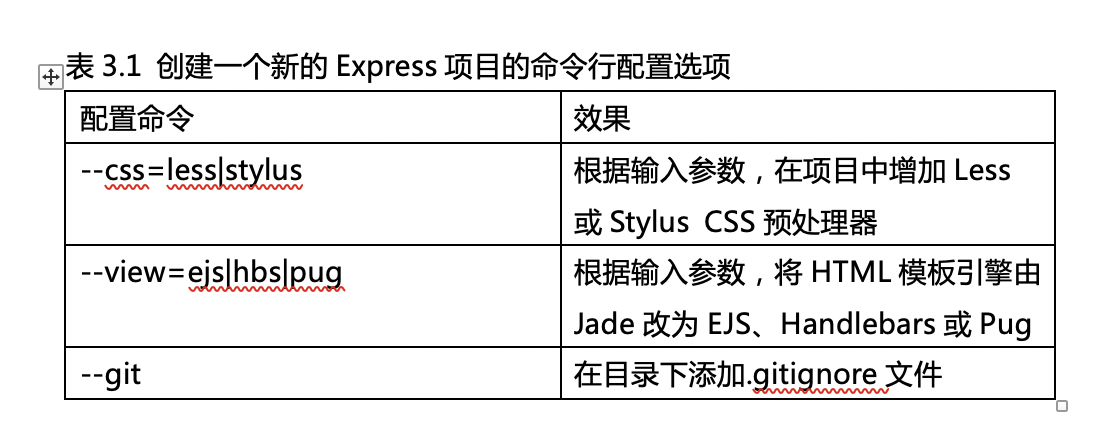 表 3.1 创建一个新的 Express 项目的命令行配置选项
配置命令
效果
--css=less|stylus
根据输入参数，在项目中增加 Less
或 Stylus CSS 预处理器
--view=ejs|hbs|pug
根据输入参数，将 HTML 模板引擎由
Jade 改为 EJS、Handlebars 或 Pug
--git
在目录下添加.gitignore 文件